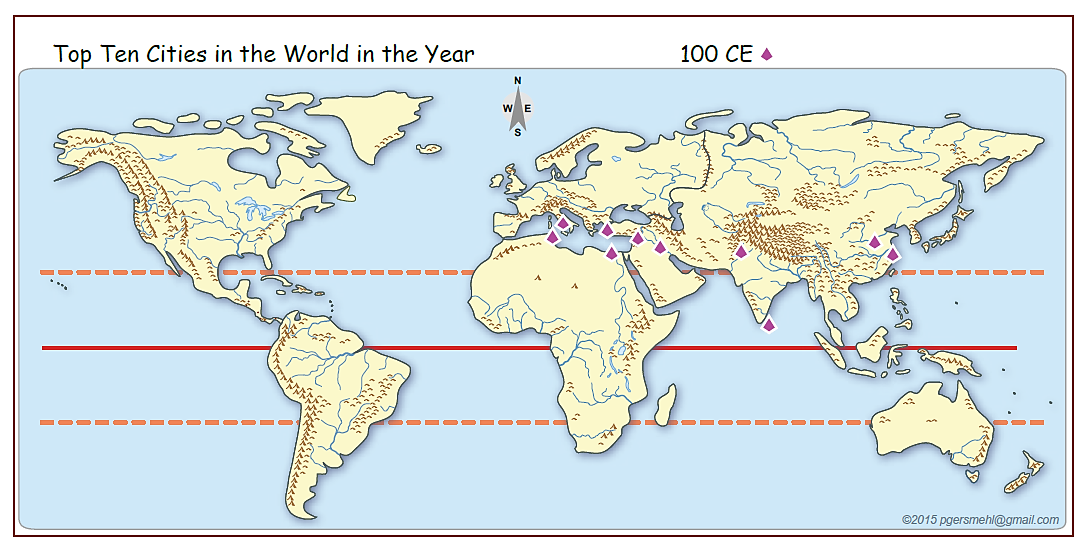 Top Ten Cities in the World in the Year 100 CE
N
W E
S
©2015 pgersmehl@gmail.com